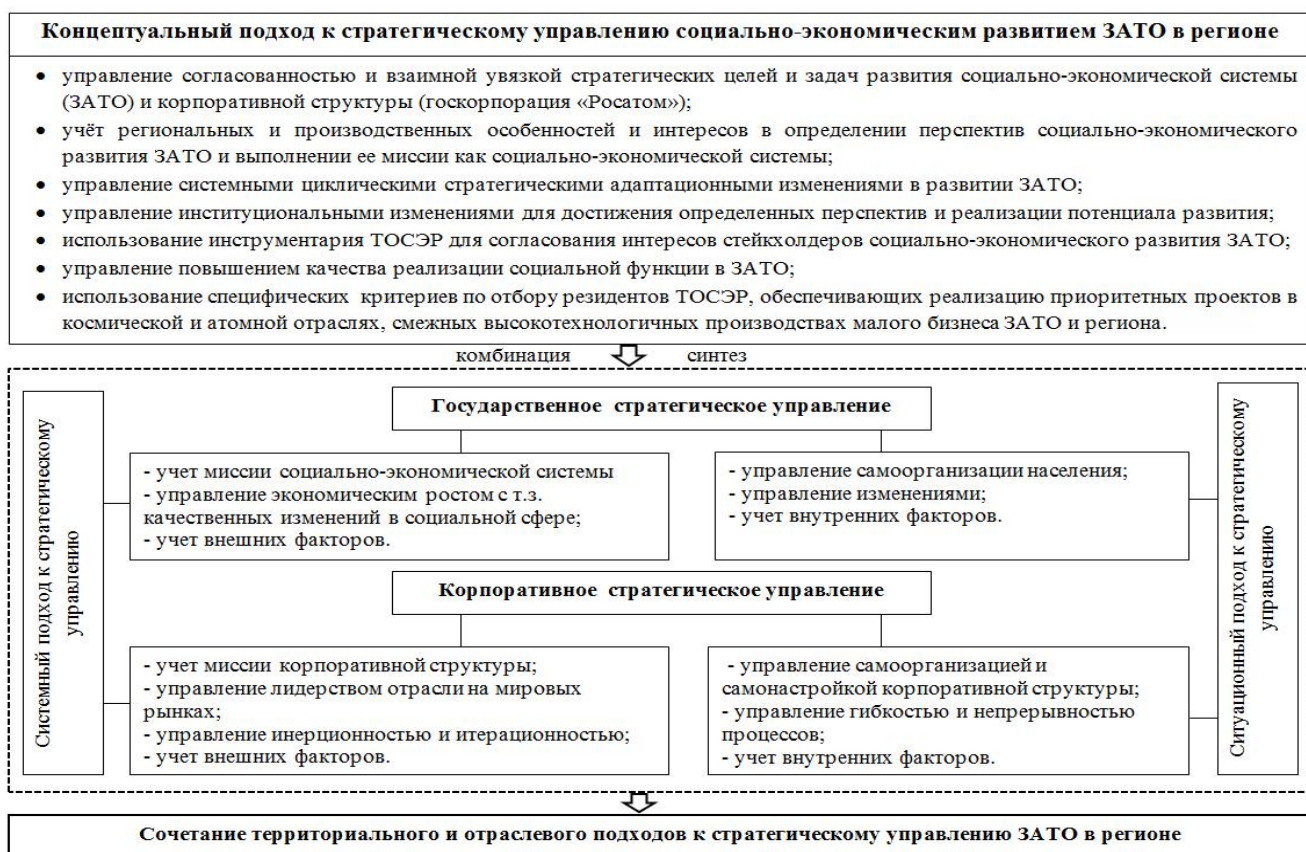 Концептуальный подход к стратегическому управлению социально-экономическим развитием ЗАТО в регионе
• управление согласованностью и взаимной увязкой стратегических целей и задач развития социально-экономической системы
(ЗАТО) и корпоративной структуры (госкорпорация «Росатом»);
• учёт региональных и производственных особенностей и интересов в определении перспектив социально-экономического
развития ЗАТО и выполнении ее миссии как социально-экономической системы;
• управление системными циклическими стратегическими адаптационными изменениями в развитии ЗАТО;
• управление институциональными изменениями для достижения определенных перспектив и реализации потенциала развития;
• использование инструментария ТОСЭР для согласования интересов стейкхолдеров социально-экономического развития ЗАТО;
• управление повышением качества реализации социальной функции в ЗАТО;
• использование специфических критериев по отбору резидентов ТОСЭР, обеспечивающих реализацию приоритетных проектов в
космической и атомной отраслях, смежных высокотехнологичных производствах малого бизнеса ЗАТО и региона.
комбинация синтез
Системный подход к стратегическому
управлению
Государственное стратегическое управление
- учет миссии социально-экономической системы
- управление экономическим ростом с т.з.
качественных изменений в социальной сфере;
- учет внешних факторов.
- управление самоорганизации населения;
- управление изменениями;
- учет внутренних факторов.
Корпоративное стратегическое управление
- учет миссии корпоративной структуры;
- управление лидерством отрасли на мировых
рынках;
- управление инерционностью и итерационностью;
- учет внешних факторов.
- управление самоорганизацией и
самонастройкой корпоративной структуры;
- управление гибкостью и непрерывностью
процессов;
- учет внутренних факторов.
Ситуационный подход к стратегическому
управлению
Сочетание территориального и отраслевого подходов к стратегическому управлению ЗАТО в регионе